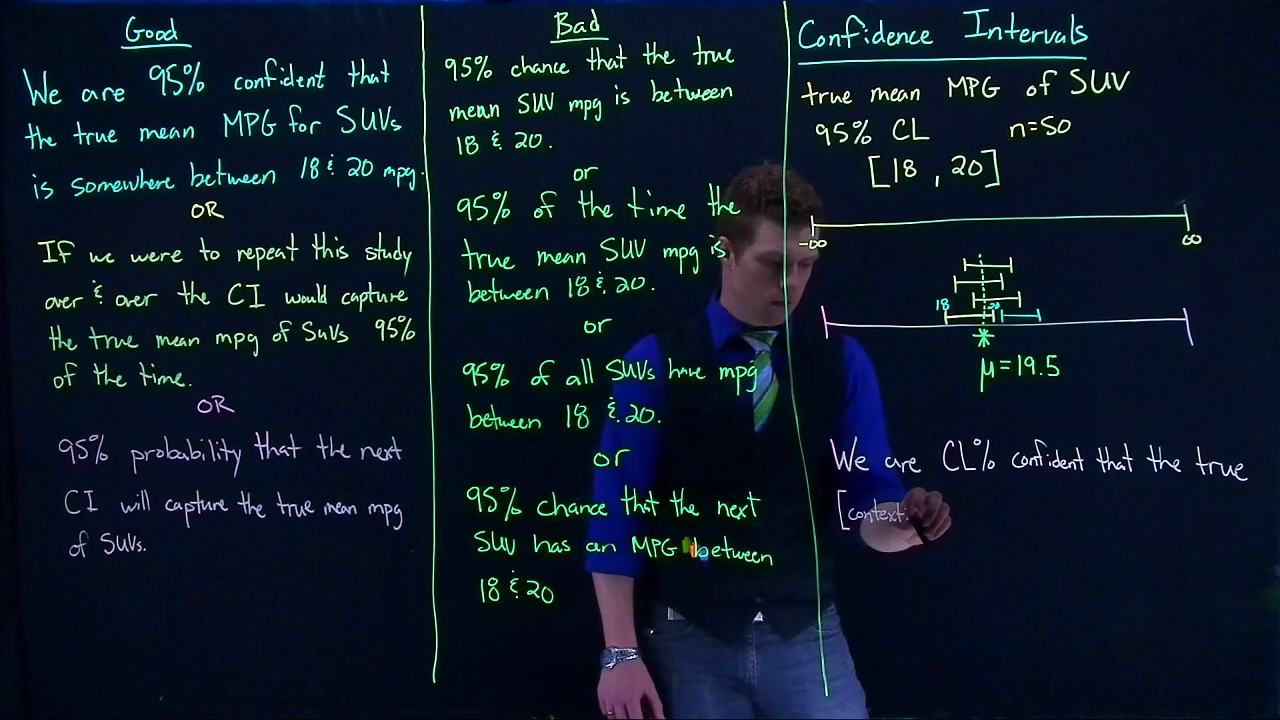 Good
We are 95% confident that
the true mean MPG for SUVs
is somewhere between 18 & 20 mpg.
OR
If we were to repeat this study
over & over the CI would capture
the true mean mpg of SUVs 95%
of the time.
OR
95% probability that the next
CI will capture the true mean mpg
of SUVs.
Bad
95% chance that the true
mean SUV mpg is between
18 & 20.
or
95% of the time the
true mean SUV mpg is
between 18 & 20.
or
95% of all SUVs have mpg
between 18 & 20.
or
95% chance that the next
SUV has an MPG between
18 & 20
Confidence Intervals
true mean MPG of SUV
95% CL n=50
[18, 20]
-∞ ∞
18 20
μ=19.5
We are CL% confident that the true
[context: